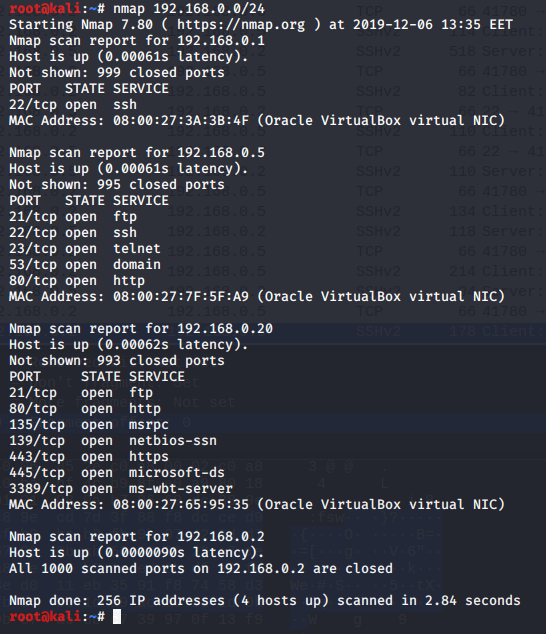 root@kali:~# nmap 192.168.0.0/24
Starting Nmap 7.80 ( https://nmap.org ) at 2019-12-06 13:35 EET
Nmap scan report for 192.168.0.1
Host is up (0.00061s latency).
Not shown: 999 closed ports
PORT   STATE SERVICE
22/tcp open  ssh
MAC Address: 08:00:27:3A:3B:4F (Oracle VirtualBox virtual NIC)

Nmap scan report for 192.168.0.5
Host is up (0.00061s latency).
Not shown: 995 closed ports
PORT   STATE SERVICE
21/tcp open  ftp
22/tcp open  ssh
23/tcp open  telnet
53/tcp open  domain
80/tcp open  http
MAC Address: 08:00:27:7F:5F:A9 (Oracle VirtualBox virtual NIC)

Nmap scan report for 192.168.0.20
Host is up (0.00062s latency).
Not shown: 993 closed ports
PORT     STATE SERVICE
21/tcp   open  ftp
80/tcp   open  http
135/tcp  open  msrpc
139/tcp  open  netbios-ssn
443/tcp  open  https
445/tcp  open  microsoft-ds
3389/tcp open  ms-wbt-server
MAC Address: 08:00:27:65:95:35 (Oracle VirtualBox virtual NIC)

Nmap scan report for 192.168.0.2
Host is up (0.0000090s latency).
All 1000 scanned ports on 192.168.0.2 are closed

Nmap done: 256 IP addresses (4 hosts up) scanned in 2.84 seconds
root@kali:~#